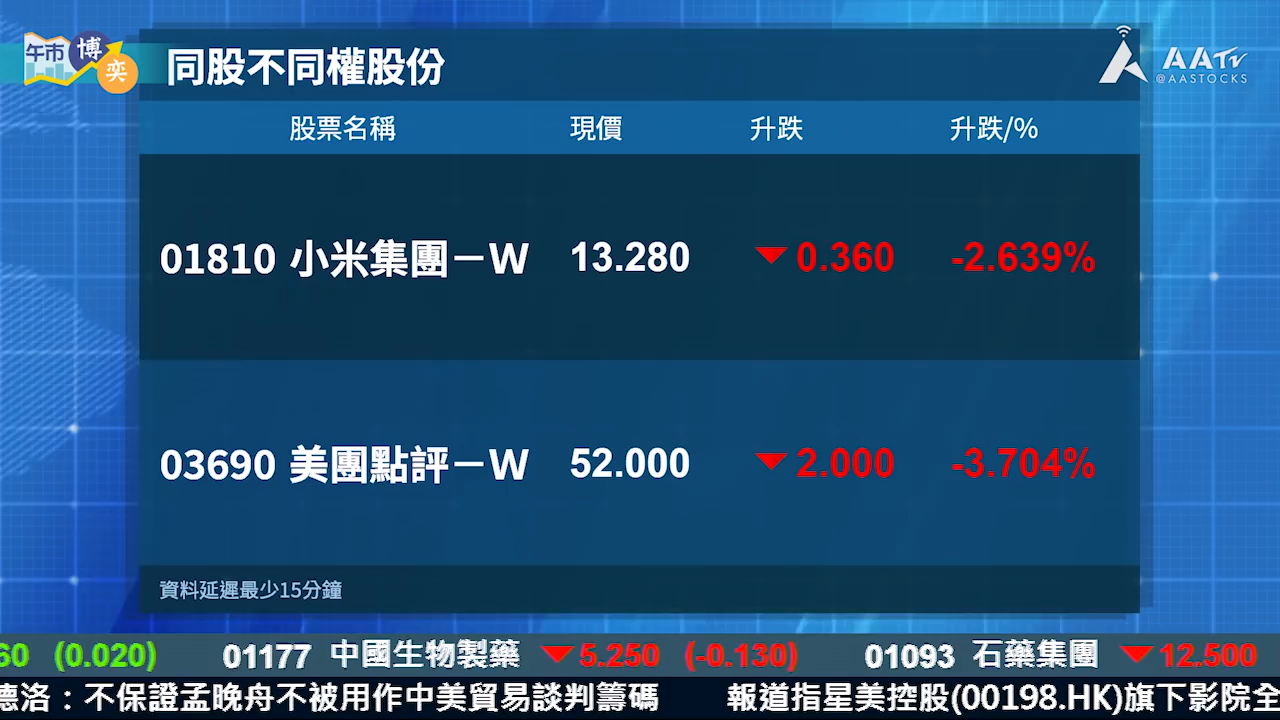 午市 博 奕
同股不同權股份
AATV
@AASTOCKS
股票名稱 現價 升跌 升跌/%
01810 小米集團－W 13.280 ▼ 0.360 -2.639%
03690 美團點評－W 52.000 ▼ 2.000 -3.704%
資料延遲最少15分鐘
60 (0.020) 01177 中國生物製藥 ▼ 5.250 (-0.130) 01093 石藥集團 ▼ 12.500
德洛：不保證孟晚舟不被用作中美貿易談判籌碼 報道指星美控股(00198.HK)旗下影院全